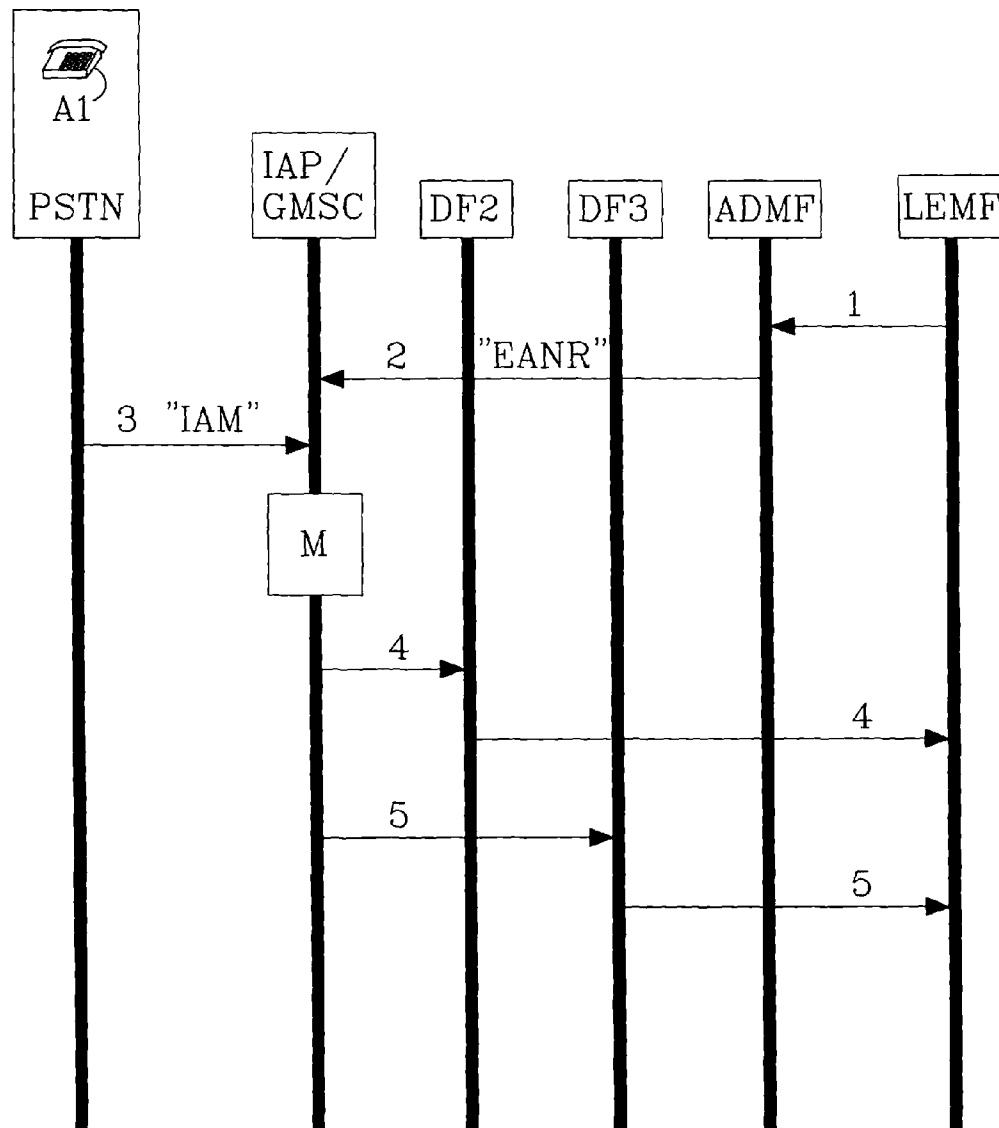 A1
PSTN
IAP/
GMSC
DF2
DF3
ADMF
LEMF
1
2 "EANR"
3 "IAM"
M
4
4
5
5